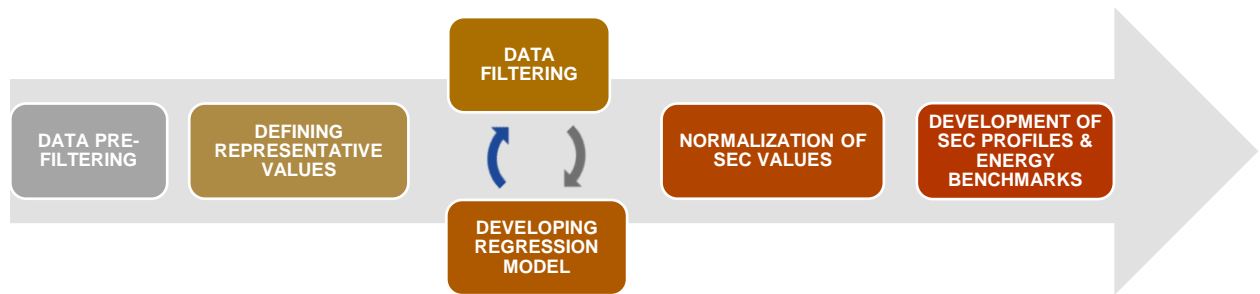 DATA PRE-
FILTERING
DEFINING
REPRESENTATIVE
VALUES
DATA
FILTERING
DEVELOPING
REGRESSION
MODEL
NORMALIZATION OF
SEC VALUES
DEVELOPMENT OF
SEC PROFILES &
ENERGY
BENCHMARKS